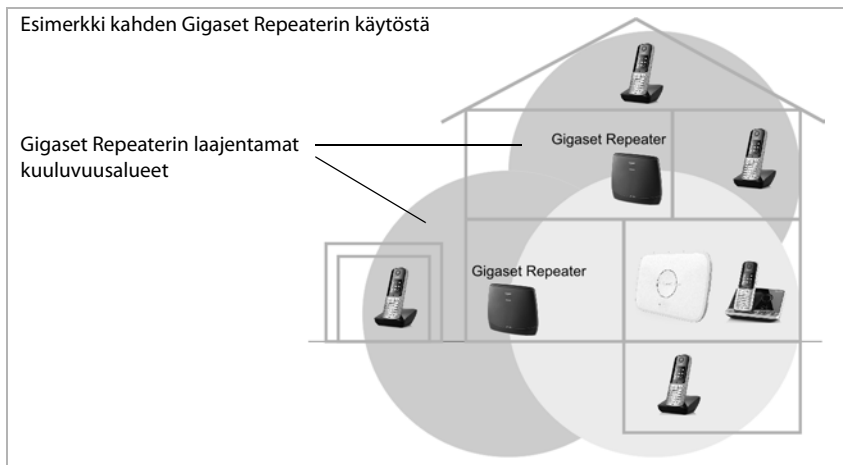 Esimerkki kahden Gigaset Repeaterin käytöstä
Gigaset Repeaterin laajentamat
kuuluvuusalueet
Gigaset Repeater
Gigaset Repeater